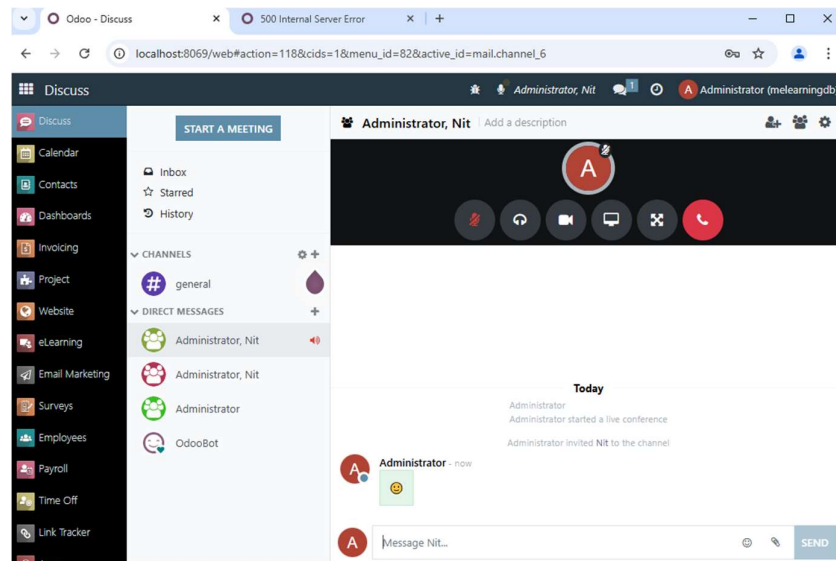 Odoo - Discuss
500 Internal Server Error
localhost:8069/web#action=118&cids=1&menu_id=82&active_id=mail.channel_6
Discuss
Administrator, Nit
1
A Administrator (melearningdb
Discuss
Calendar
Contacts
Dashboards
Invoicing
Project
Website
eLearning
Email Marketing
Surveys
Employees
Payroll
Time Off
Link Tracker
START A MEETING
Inbox
Starred
History
CHANNELS
# general
DIRECT MESSAGES
Administrator, Nit
Administrator, Nit
Administrator
OdooBot
Administrator, Nit Add a description
A
Today
Administrator
Administrator started a live conference
Administrator invited Nit to the channel
A Administrator - now
A Message Nit... SEND